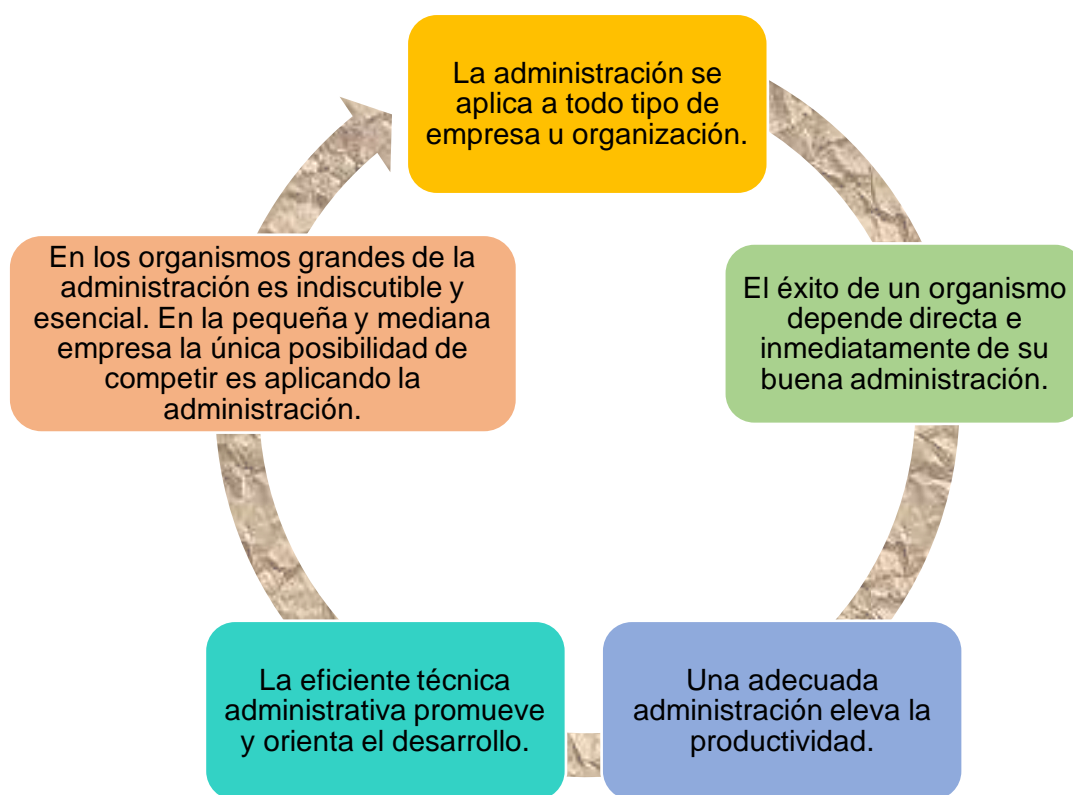 La administración se
aplica a todo tipo de
empresa u organización.
El éxito de un organismo
depende directa e
inmediatamente de su
buena administración.
Una adecuada
administración eleva la
productividad.
La eficiente técnica
administrativa promueve
y orienta el desarrollo.
En los organismos grandes de la
administración es indiscutible y
esencial. En la pequeña y mediana
empresa la única posibilidad de
competir es aplicando la
administración.